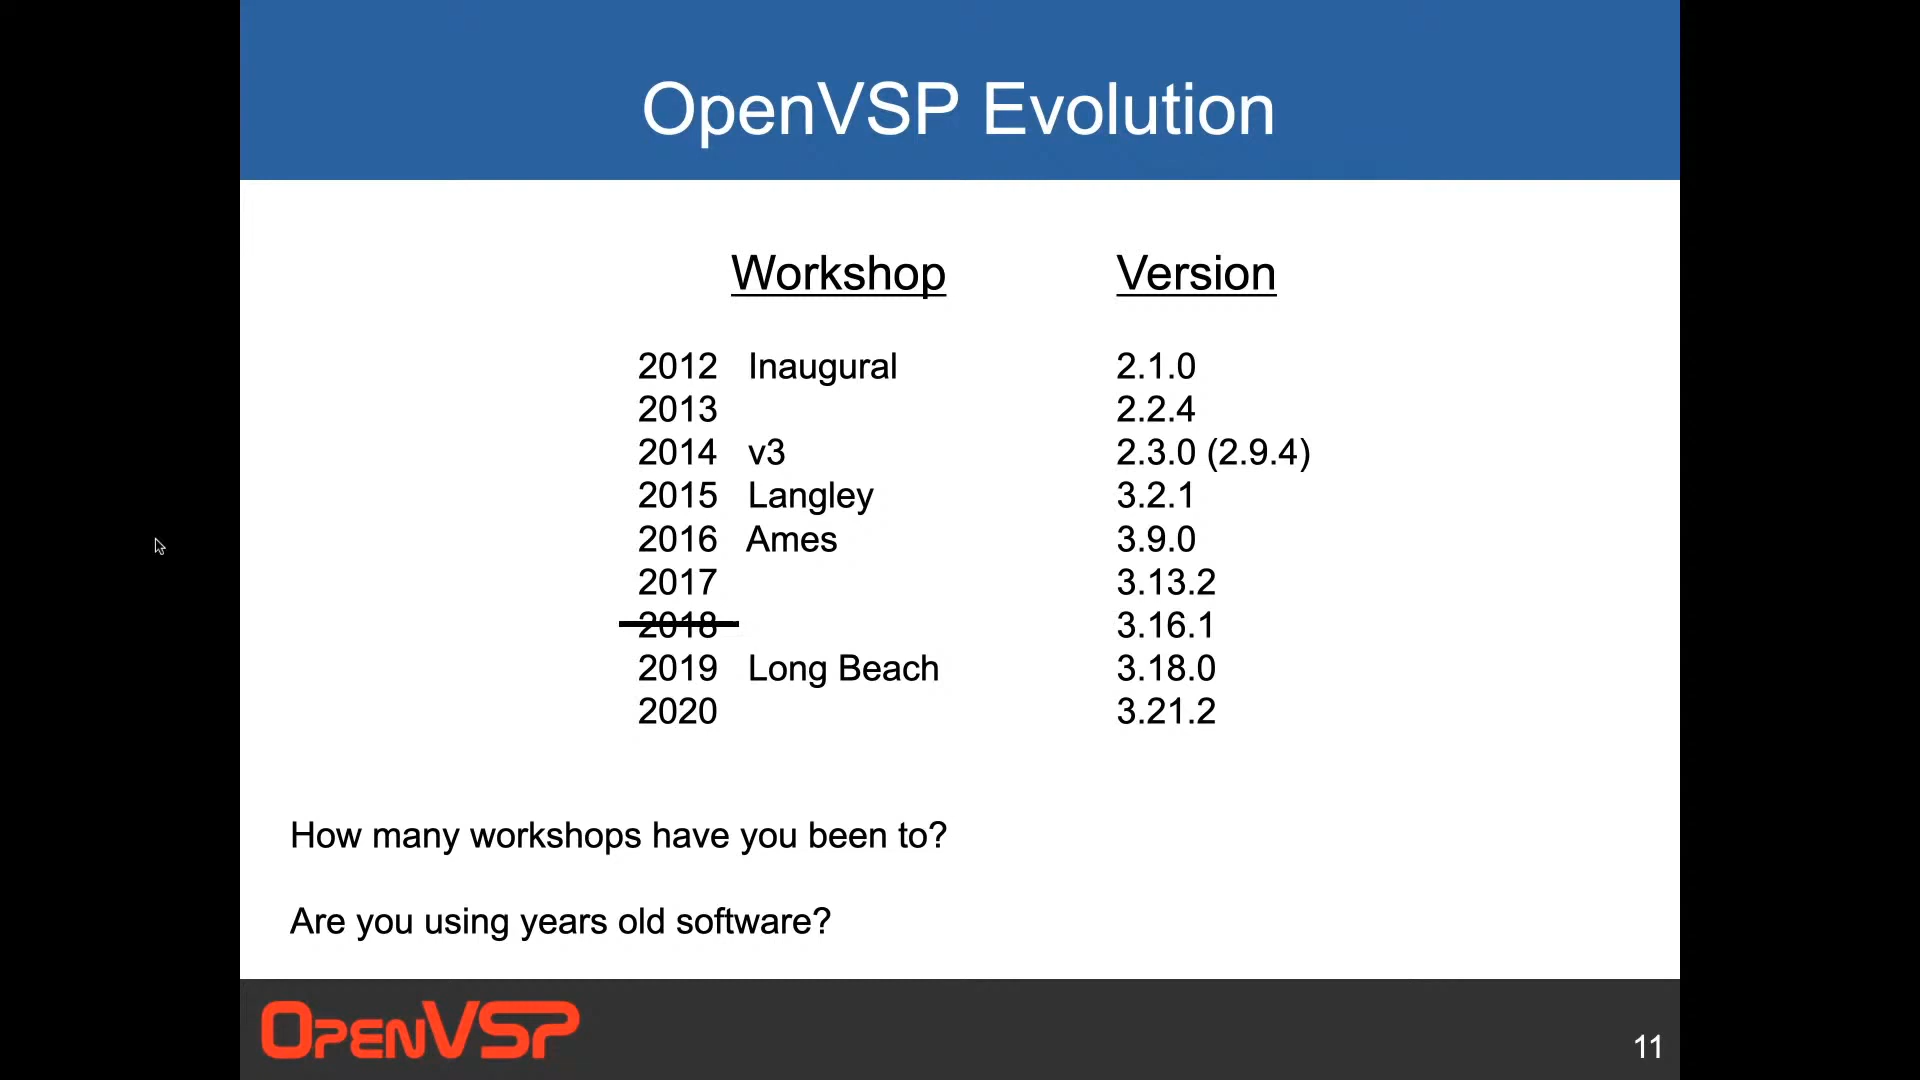 OpenVSP Evolution
Workshop Version
2012 Inaugural 2.1.0
2013 2.2.4
2014 v3 2.3.0 (2.9.4)
2015 Langley 3.2.1
2016 Ames 3.9.0
2017 3.13.2
2018 3.16.1
2019 Long Beach 3.18.0
2020 3.21.2
How many workshops have you been to?
Are you using years old software?
OPENVSP
11